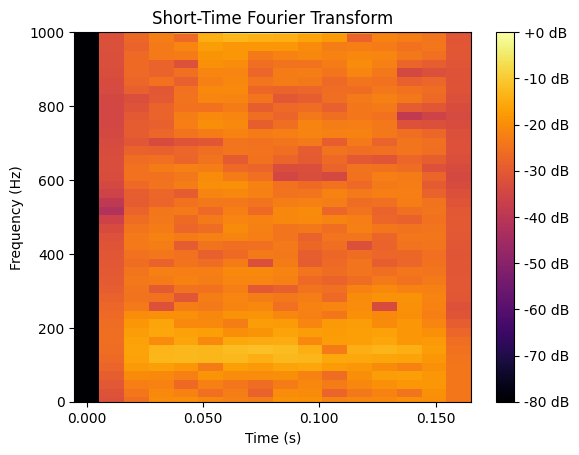 Short-Time Fourier Transform
1000
800
600
400
200
0
Frequency (Hz)
0.000
0.050
0.100
0.150
Time (s)
+0 dB
-10 dB
-20 dB
-30 dB
-40 dB
-50 dB
-60 dB
-70 dB
-80 dB